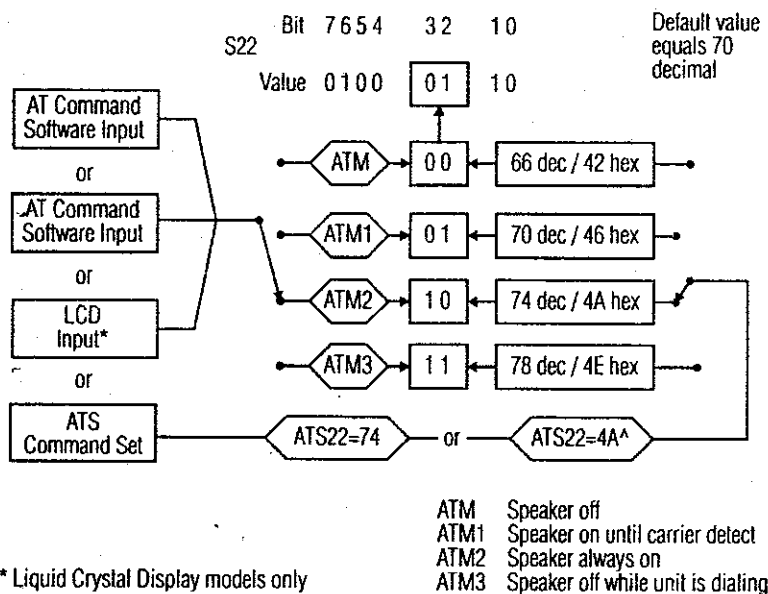 Bit 7654 32 10
S22
Value 0100 01 10
Default value
equals 70
decimal
AT Command
Software Input
or
AT Command
Software Input
or
LCD
Input*
or
ATS
Command Set
ATM 00 66 dec / 42 hex
ATM1 01 70 dec / 46 hex
ATM2 10 74 dec / 4A hex
ATM3 11 78 dec / 4E hex
ATS22=74 or ATS22=4A^
ATM Speaker off
ATM1 Speaker on until carrier detect
ATM2 Speaker always on
ATM3 Speaker off while unit is dialing
* Liquid Crystal Display models only